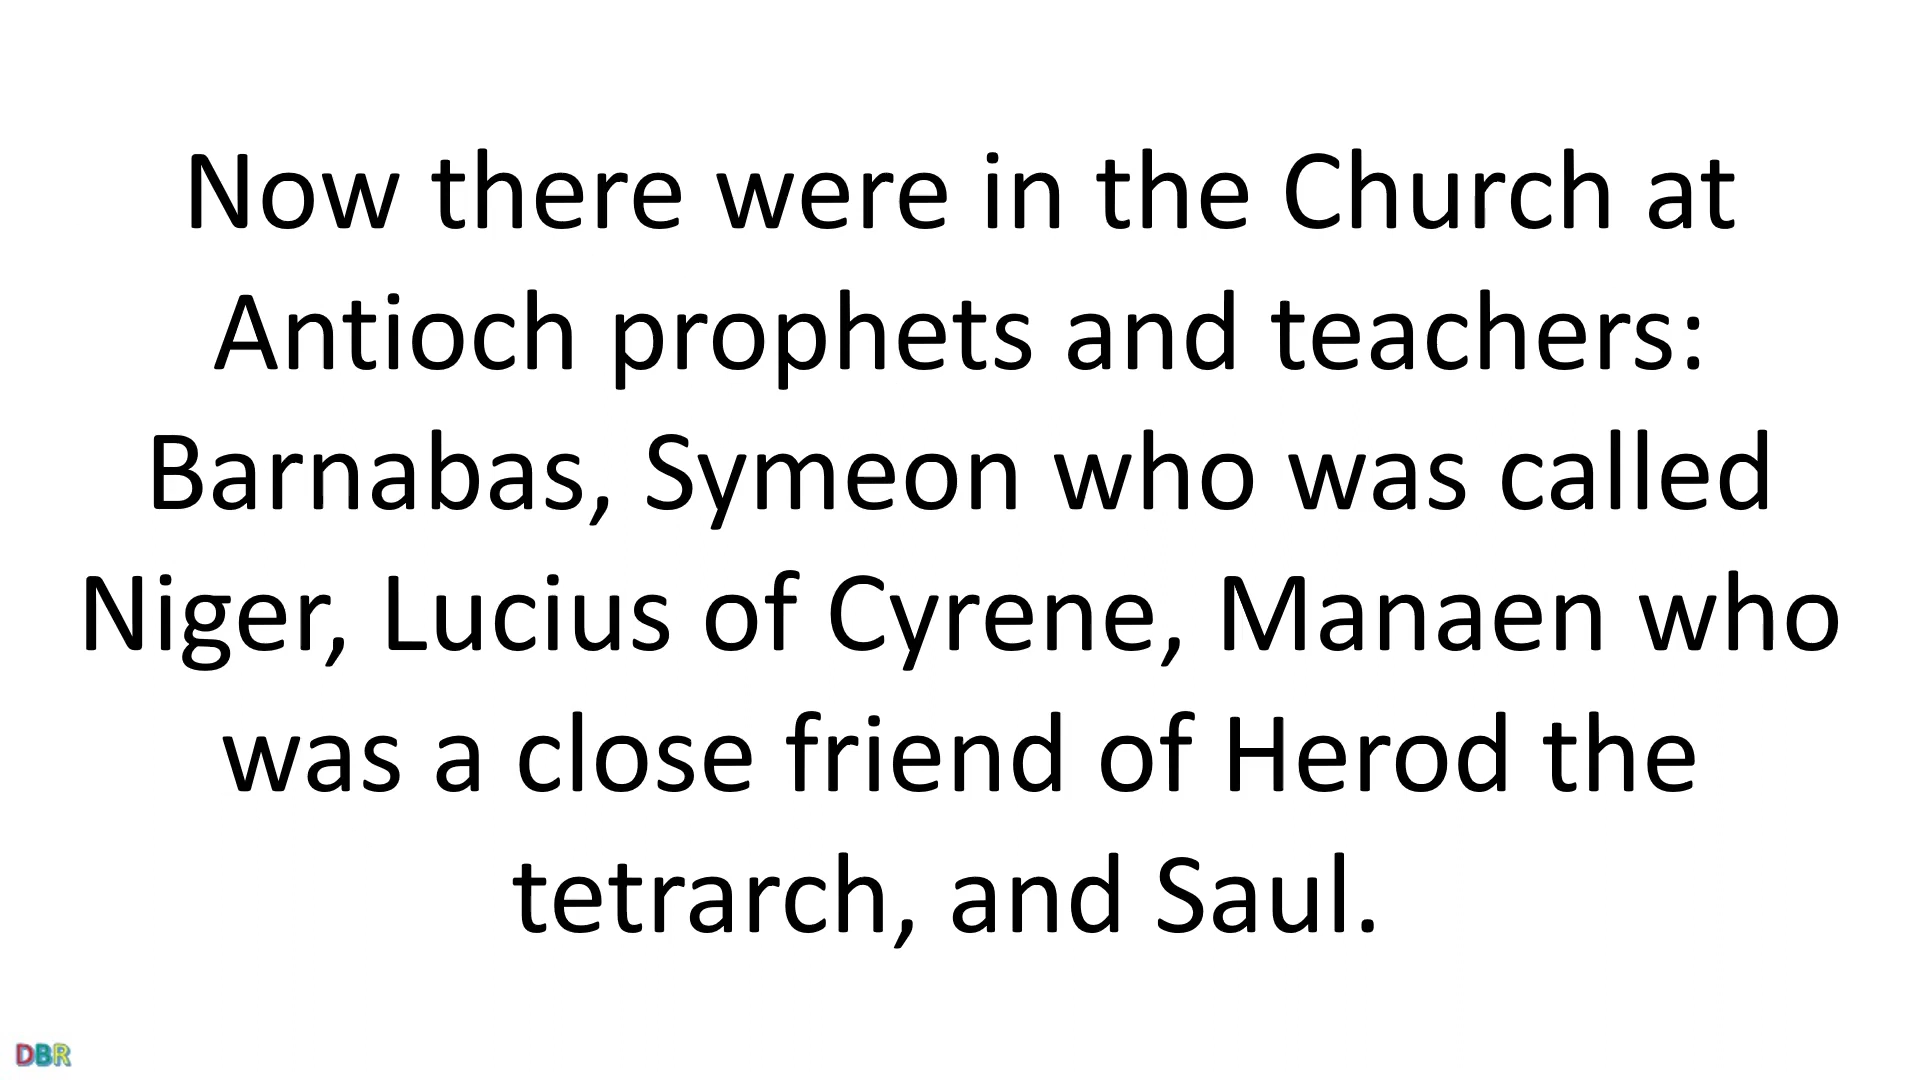 Now there were in the Church at
Antioch prophets and teachers:
Barnabas, Symeon who was called
Niger, Lucius of Cyrene, Manaen who
was a close friend of Herod the
tetrarch, and Saul.
DBR